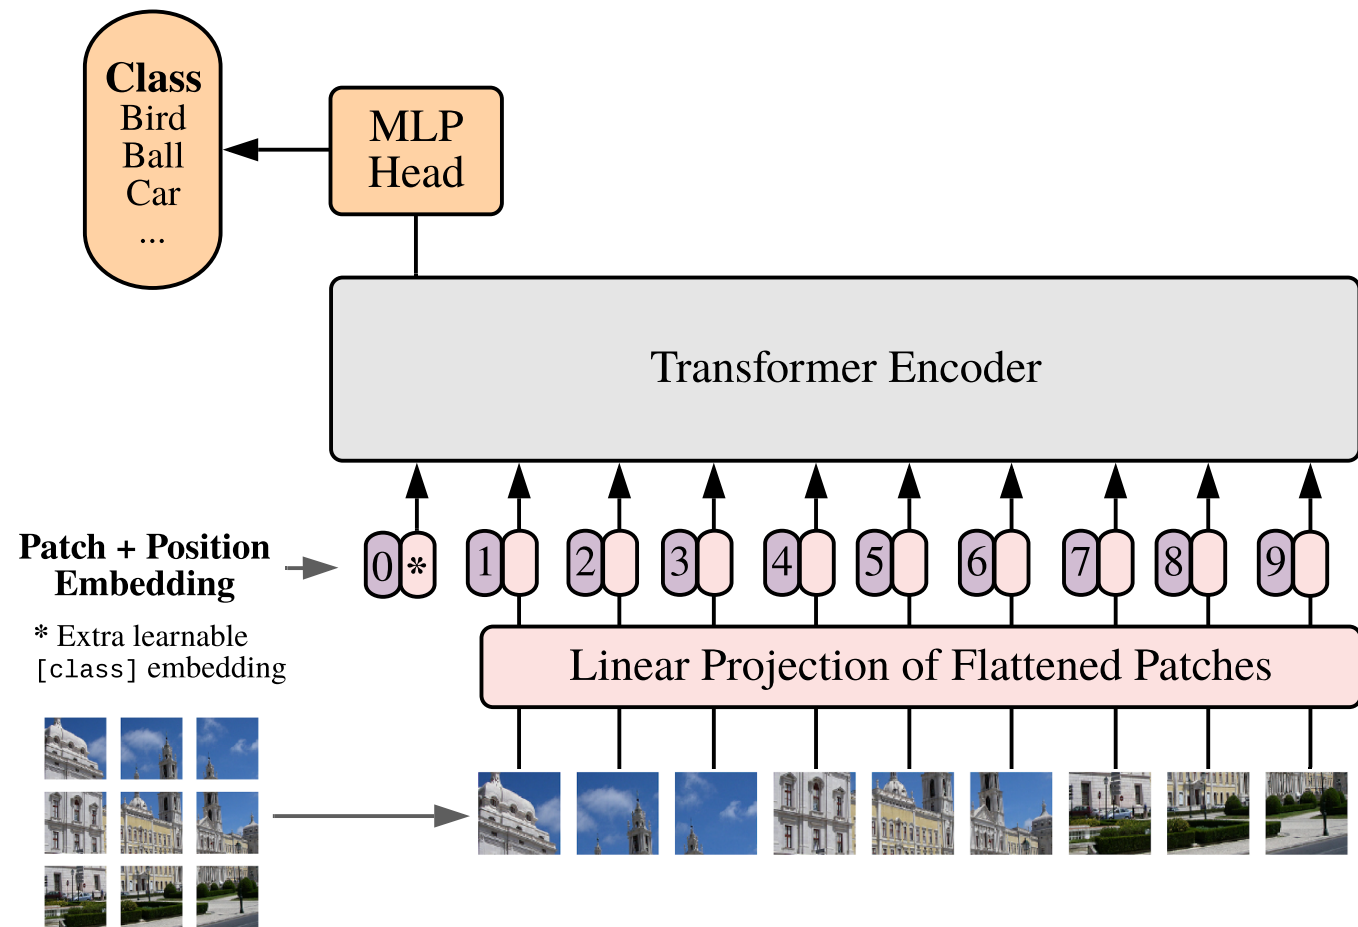 Class
Bird
Ball
Car
...
MLP
Head
Transformer Encoder
Patch + Position
Embedding
* Extra learnable
[class] embedding
0 * 1 2 3 4 5 6 7 8 9
Linear Projection of Flattened Patches